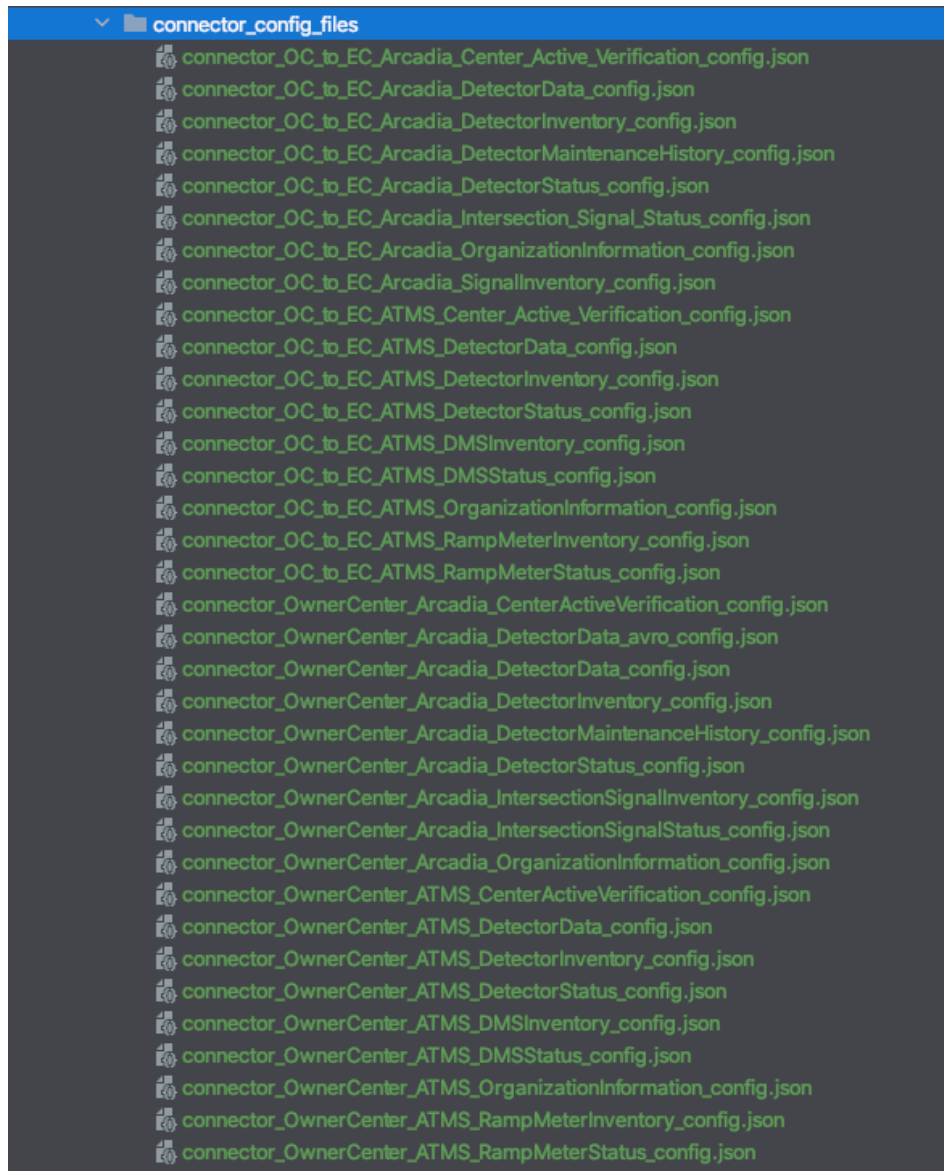 connector_config_files
connector_OC_to_EC_Arcadia_Center_Active_Verification_config.json
connector_OC_to_EC_Arcadia_DetectorData_config.json
connector_OC_to_EC_Arcadia_DetectorInventory_config.json
connector_OC_to_EC_Arcadia_DetectorMaintenanceHistory_config.json
connector_OC_to_EC_Arcadia_DetectorStatus_config.json
connector_OC_to_EC_Arcadia_Intersection_Signal_Status_config.json
connector_OC_to_EC_Arcadia_OrganizationInformation_config.json
connector_OC_to_EC_Arcadia_SignalInventory_config.json
connector_OC_to_EC_ATMS_Center_Active_Verification_config.json
connector_OC_to_EC_ATMS_DetectorData_config.json
connector_OC_to_EC_ATMS_DetectorInventory_config.json
connector_OC_to_EC_ATMS_DetectorStatus_config.json
connector_OC_to_EC_ATMS_DMSInventory_config.json
connector_OC_to_EC_ATMS_DMSStatus_config.json
connector_OC_to_EC_ATMS_OrganizationInformation_config.json
connector_OC_to_EC_ATMS_RampMeterInventory_config.json
connector_OC_to_EC_ATMS_RampMeterStatus_config.json
connector_OwnerCenter_Arcadia_CenterActiveVerification_config.json
connector_OwnerCenter_Arcadia_DetectorData_avro_config.json
connector_OwnerCenter_Arcadia_DetectorData_config.json
connector_OwnerCenter_Arcadia_DetectorInventory_config.json
connector_OwnerCenter_Arcadia_DetectorMaintenanceHistory_config.json
connector_OwnerCenter_Arcadia_DetectorStatus_config.json
connector_OwnerCenter_Arcadia_IntersectionSignalInventory_config.json
connector_OwnerCenter_Arcadia_IntersectionSignalStatus_config.json
connector_OwnerCenter_Arcadia_OrganizationInformation_config.json
connector_OwnerCenter_ATMS_CenterActiveVerification_config.json
connector_OwnerCenter_ATMS_DetectorData_config.json
connector_OwnerCenter_ATMS_DetectorInventory_config.json
connector_OwnerCenter_ATMS_DetectorStatus_config.json
connector_OwnerCenter_ATMS_DMSInventory_config.json
connector_OwnerCenter_ATMS_DMSStatus_config.json
connector_OwnerCenter_ATMS_OrganizationInformation_config.json
connector_OwnerCenter_ATMS_RampMeterInventory_config.json
connector_OwnerCenter_ATMS_RampMeterStatus_config.json